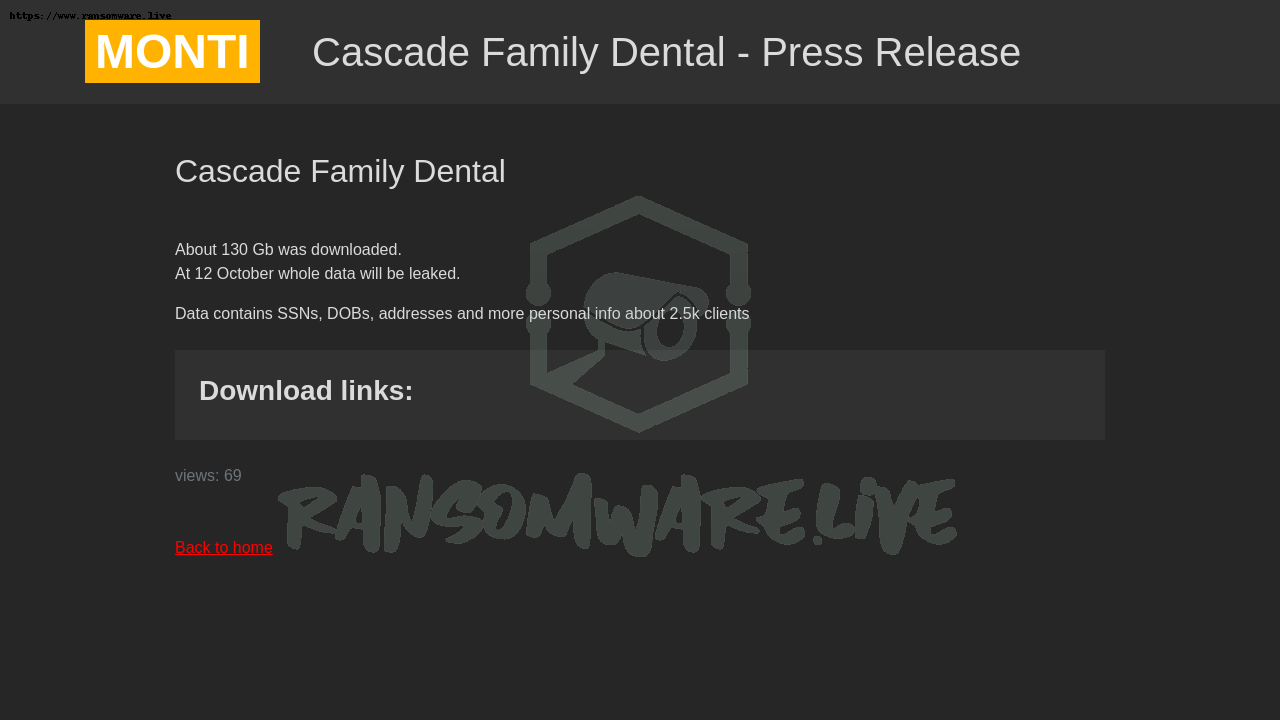 https://www.ransomware.live
MONTI
Cascade Family Dental - Press Release
Cascade Family Dental
About 130 Gb was downloaded.
At 12 October whole data will be leaked.
Data contains SSNs, DOBs, addresses and more personal info about 2.5k clients
Download links:
views: 69
RANSOMWARE.LIVE
Back to home